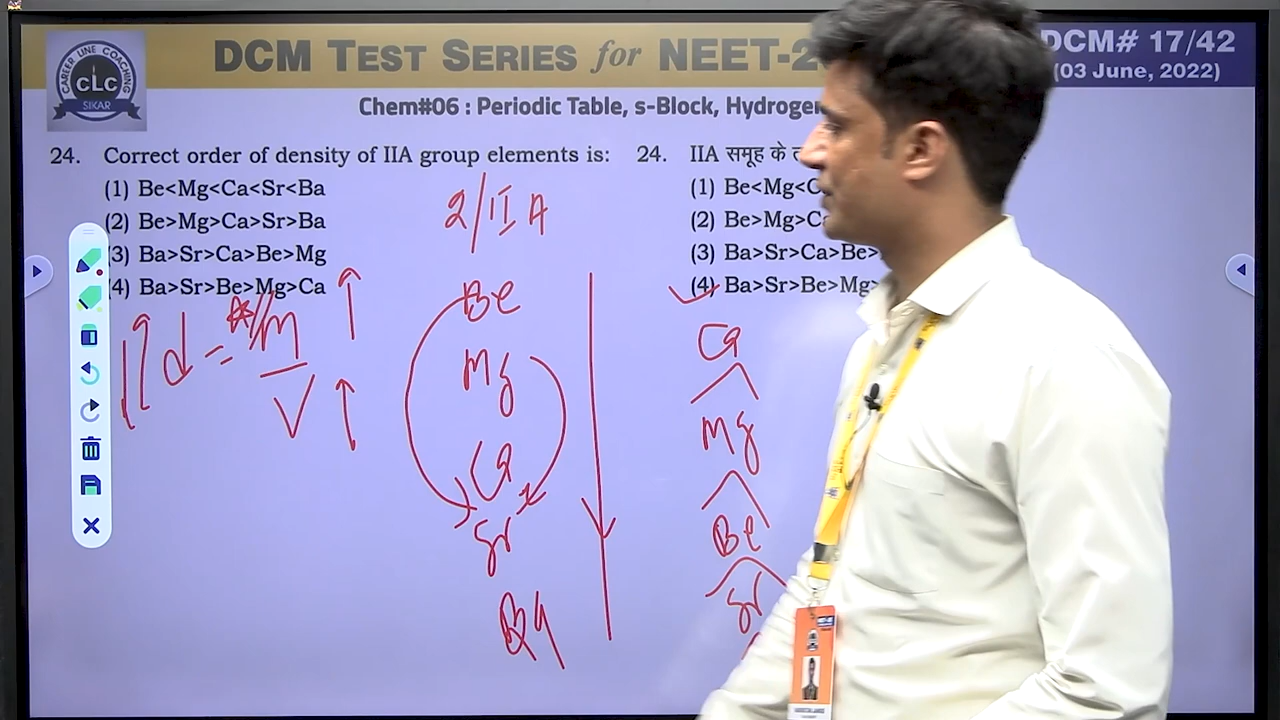 CAREER LINE COACHING
CLC
SIKAR
DCM TEST SERIES for NEET-2
DCM# 17/42
(03 June, 2022)
Chem#06 : Periodic Table, s-Block, Hydrogen
24. Correct order of density of IIA group elements is:
(1) Be<Mg<Ca<Sr<Ba
(2) Be>Mg>Ca>Sr>Ba
(3) Ba>Sr>Ca>Be>Mg
(4) Ba>Sr>Be>Mg>Ca
24. IIA समूह के
(1) Be<Mg<C
(2) Be>Mg>Ca
(3) Ba>Sr>Ca>Be>
(4) Ba>Sr>Be>Mg>
2/II A
↑ d = m/V ↑ ↑
Be
Mg
Ca
Sr
Ba
Ca
^
Mg
^
Be
^
Sr